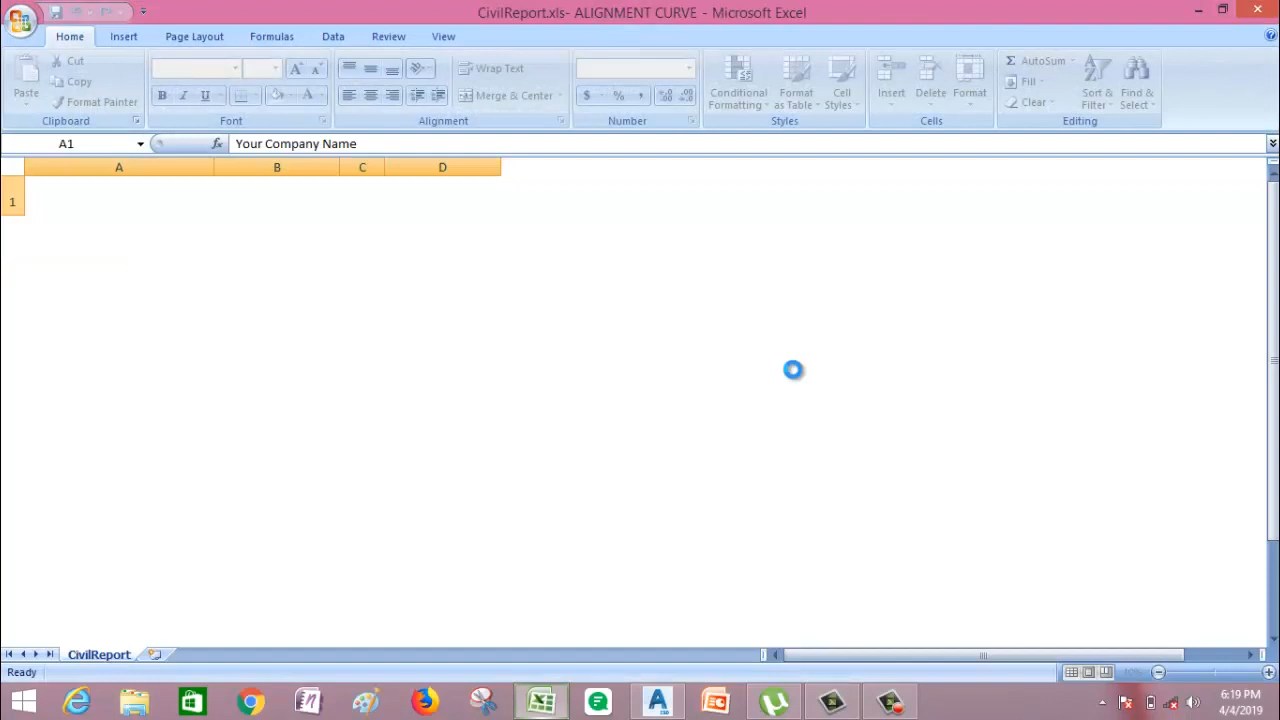 CivilReport.xls- ALIGNMENT CURVE - Microsoft Excel
Home Insert Page Layout Formulas Data Review View
Paste
Cut
Copy
Format Painter
Clipboard
B I U
A A
A
Font
Wrap Text
Merge & Center
Alignment
$ % ,
Number
Conditional Formatting
Format as Table
Cell Styles
Styles
Insert Delete Format
Cells
Σ AutoSum
Fill
Clear
Sort & Filter
Find & Select
Editing
A1 fx Your Company Name
A B C D
1
CivilReport
Ready
6:19 PM
4/4/2019